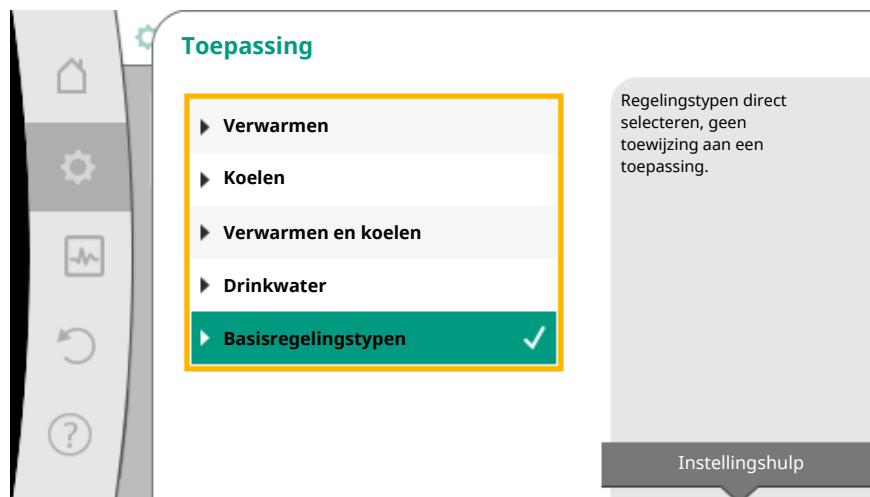 Toepassing
Verwarmen
Koelen
Verwarmen en koelen
Drinkwater
Basisregelingstypen
Regelingstypen direct
selecteren, geen
toewijzing aan een
toepassing.
Instellingshulp
?